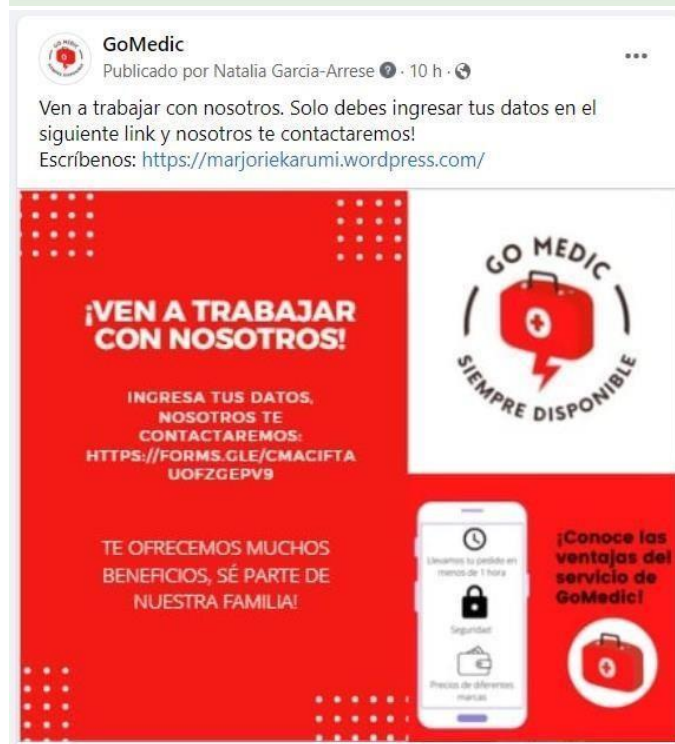 GoMedic
Publicado por Natalia Garcia-Arrese · 10 h ·
Ven a trabajar con nosotros. Solo debes ingresar tus datos en el
siguiente link y nosotros te contactaremos!
Escríbenos: https://marjoriekarumi.wordpress.com/
¡VEN A TRABAJAR
CON NOSOTROS!
INGRESA TUS DATOS,
NOSOTROS TE
CONTACTAREMOS:
HTTPS://FORMS.GLE/CMACIFTA
UOFZGEPV9
TE OFRECEMOS MUCHOS
BENEFICIOS, SÉ PARTE DE
NUESTRA FAMILIA!
GO MEDIC
SIEMPRE DISPONIBLE
Llevamos tu pedido en
menos de 1 hora
Seguridad
Precios de diferentes
marcas
¡Conoce las
ventajas del
servicio de
GoMedic!